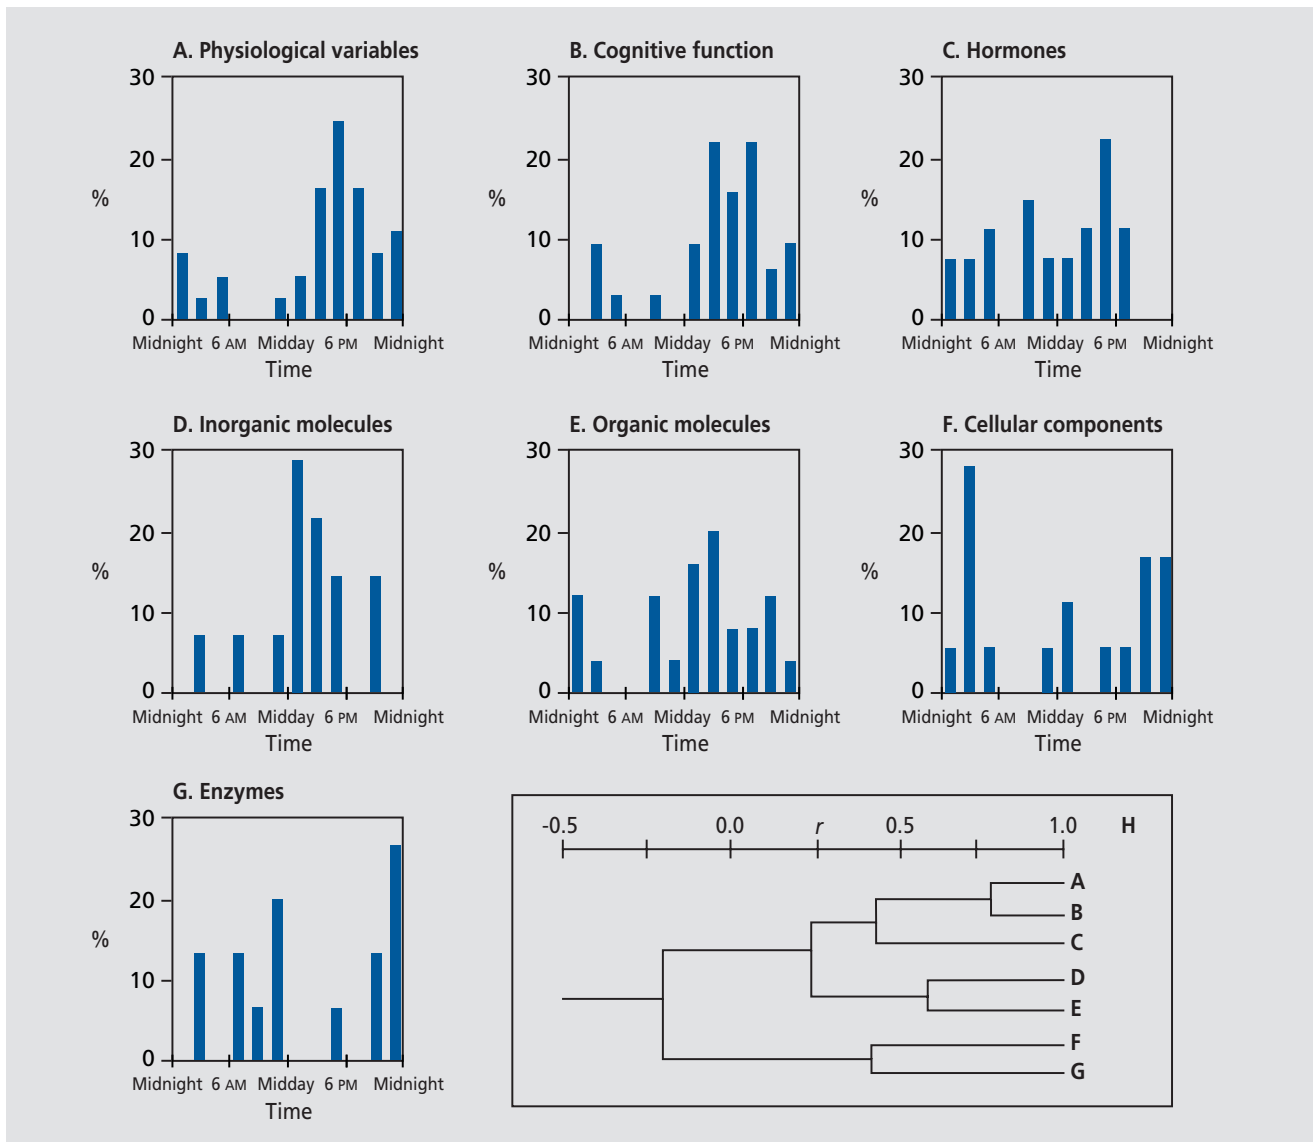 A. Physiological variables
30
20
%
10
0
Midnight 6 AM Midday 6 PM Midnight
Time
B. Cognitive function
30
20
%
10
0
Midnight 6 AM Midday 6 PM Midnight
Time
C. Hormones
30
20
%
10
0
Midnight 6 AM Midday 6 PM Midnight
Time
D. Inorganic molecules
30
20
%
10
0
Midnight 6 AM Midday 6 PM Midnight
Time
E. Organic molecules
30
20
%
10
0
Midnight 6 AM Midday 6 PM Midnight
Time
F. Cellular components
30
20
%
10
0
Midnight 6 AM Midday 6 PM Midnight
Time
G. Enzymes
30
20
%
10
0
Midnight 6 AM Midday 6 PM Midnight
Time
-0.5 0.0 r 0.5 1.0 H
A
B
C
D
E
F
G